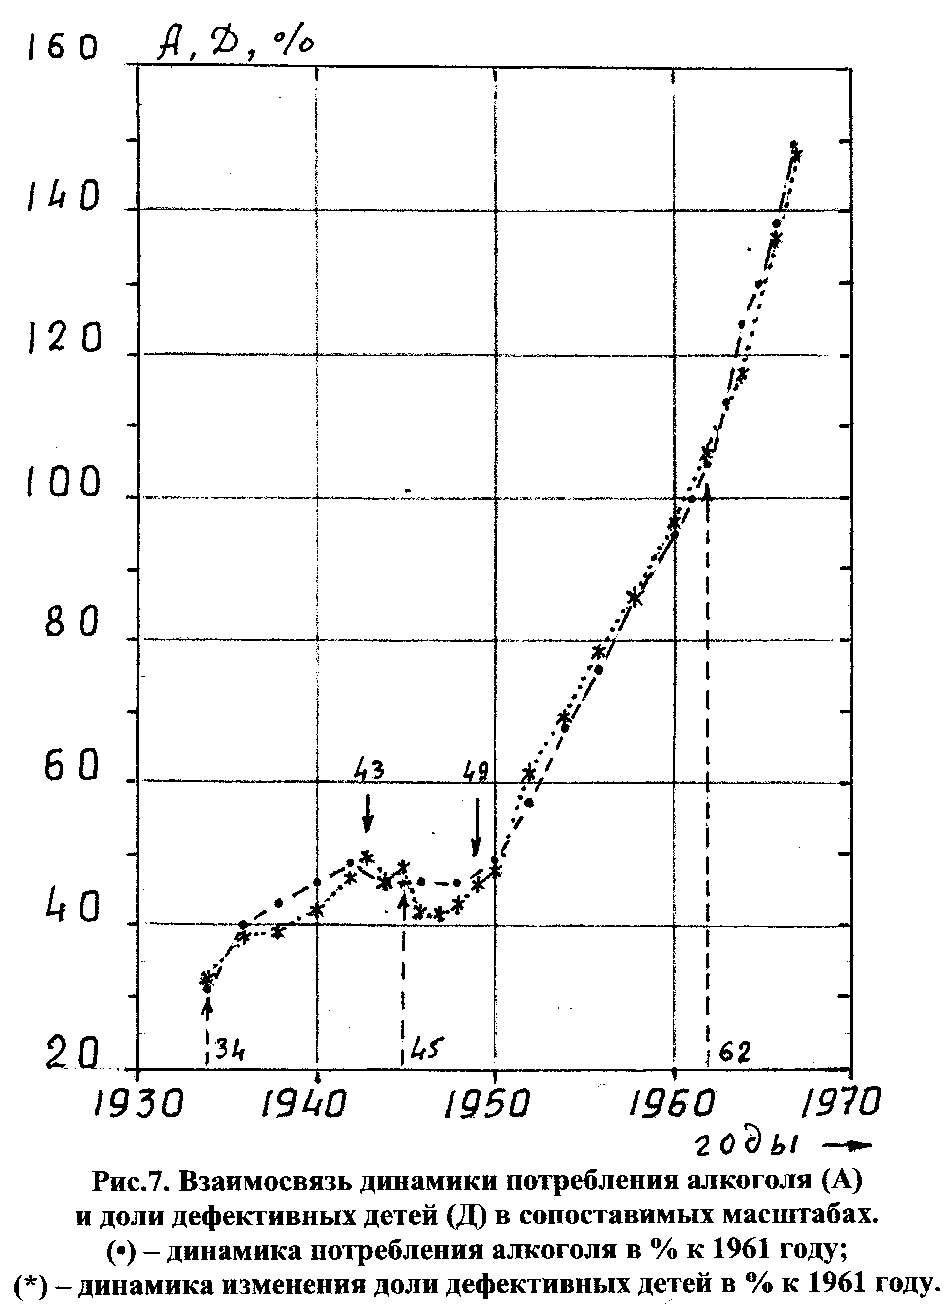 160 А, Д, %
140
120
100
80
60 43 49
40
20 34 45 62
1930 1940 1950 1960 1970
годы
Рис.7. Взаимосвязь динамики потребления алкоголя (А)
и доли дефективных детей (Д) в сопоставимых масштабах.
(•) – динамика потребления алкоголя в % к 1961 году;
(*) – динамика изменения доли дефективных детей в % к 1961 году.